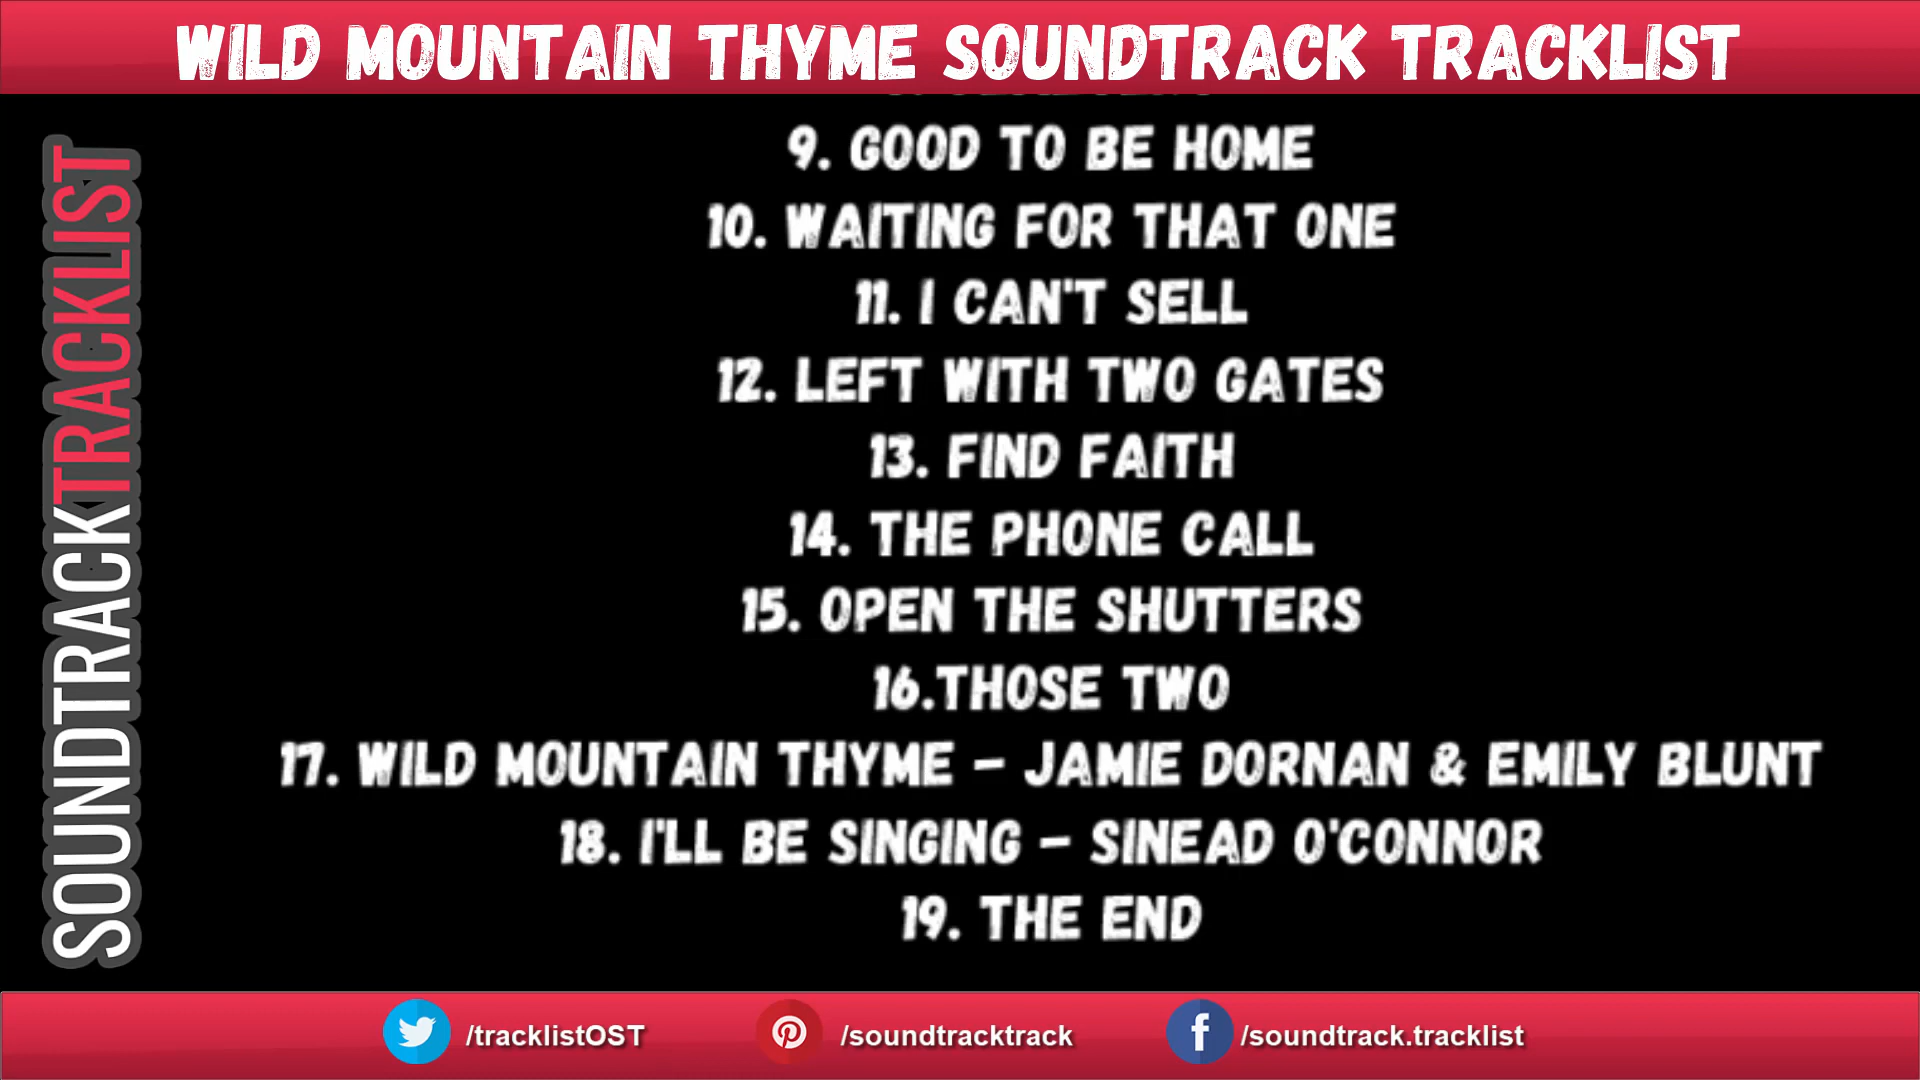 WILD MOUNTAIN THYME SOUNDTRACK TRACKLIST
SOUNDTRACKTRACKLIST
9. GOOD TO BE HOME
10. WAITING FOR THAT ONE
11. I CAN'T SELL
12. LEFT WITH TWO GATES
13. FIND FAITH
14. THE PHONE CALL
15. OPEN THE SHUTTERS
16.THOSE TWO
17. WILD MOUNTAIN THYME – JAMIE DORNAN & EMILY BLUNT
18. I'LL BE SINGING – SINEAD O'CONNOR
19. THE END
/tracklistOST
/soundtracktrack
/soundtrack.tracklist